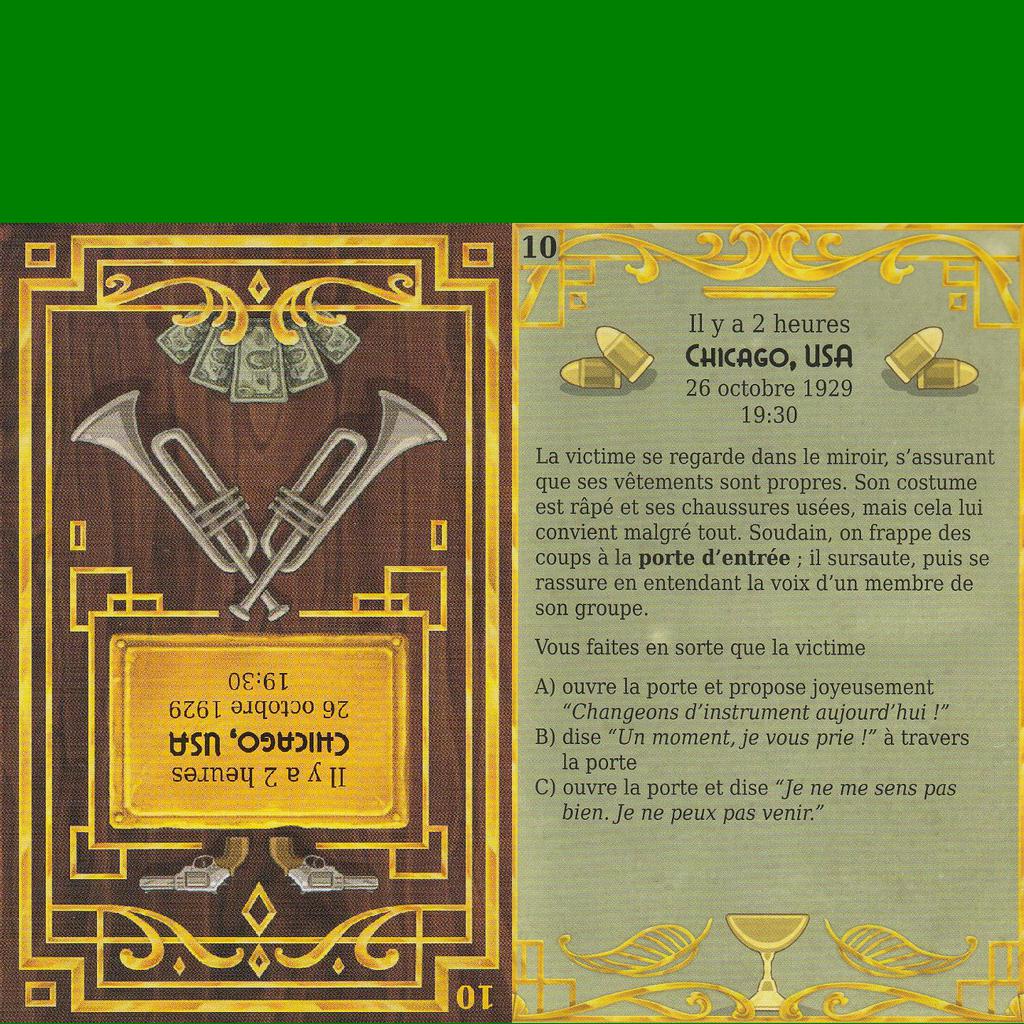 19:30
26 octobre 1929
CHICAGO, USA
Il y a 2 heures
10
10
Il y a 2 heures
CHICAGO, USA
26 octobre 1929
19:30
La victime se regarde dans le miroir, s’assurant
que ses vêtements sont propres. Son costume
est râpé et ses chaussures usées, mais cela lui
convient malgré tout. Soudain, on frappe des
coups à la porte d’entrée ; il sursaute, puis se
rassure en entendant la voix d’un membre de
son groupe.
Vous faites en sorte que la victime
A) ouvre la porte et propose joyeusement
“Changeons d’instrument aujourd’hui !”
B) dise “Un moment, je vous prie !” à travers
la porte
C) ouvre la porte et dise “Je ne me sens pas
bien. Je ne peux pas venir.”